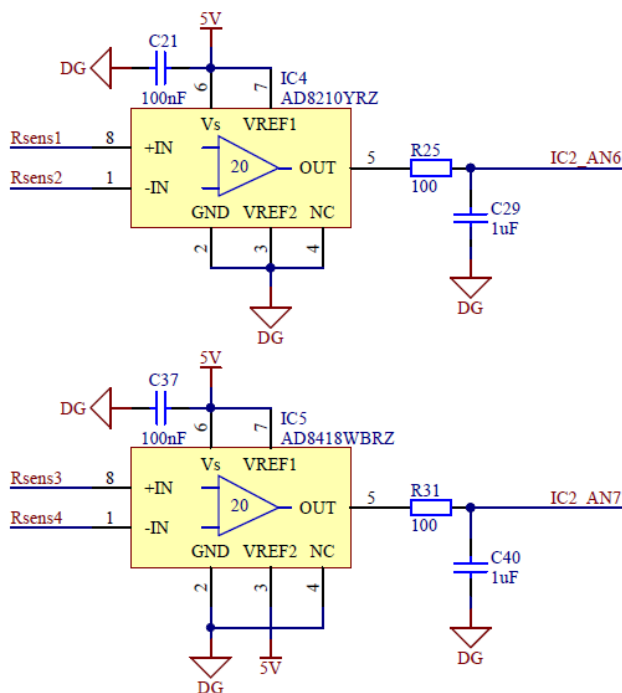 5V
C21
DG
100nF
6
7
IC4
AD8210YRZ
Vs VREF1
Rsens1 8 +IN
20
OUT 5
R25
100
IC2_AN6
Rsens2 1 -IN
GND VREF2 NC
2 3 4
C29
1uF
DG
DG
5V
C37
DG
100nF
6
7
IC5
AD8418WBRZ
Vs VREF1
Rsens3 8 +IN
20
OUT 5
R31
100
IC2_AN7
Rsens4 1 -IN
GND VREF2 NC
2 3 4
C40
1uF
DG
5V
DG